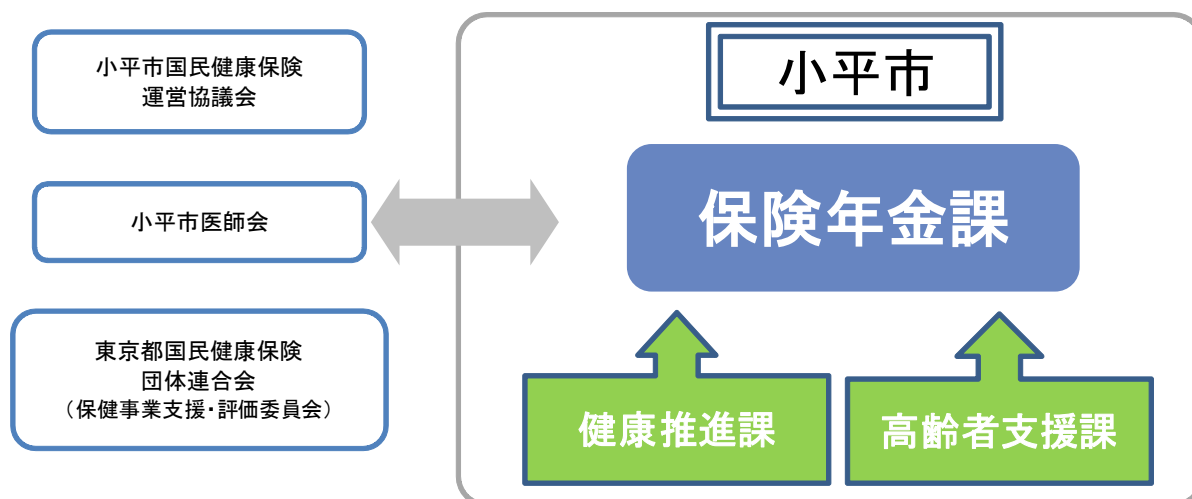 小平市国民健康保険
運営協議会
小平市医師会
東京都国民健康保険
団体連合会
（保健事業支援・評価委員会）
小平市
保険年金課
健康推進課
高齢者支援課